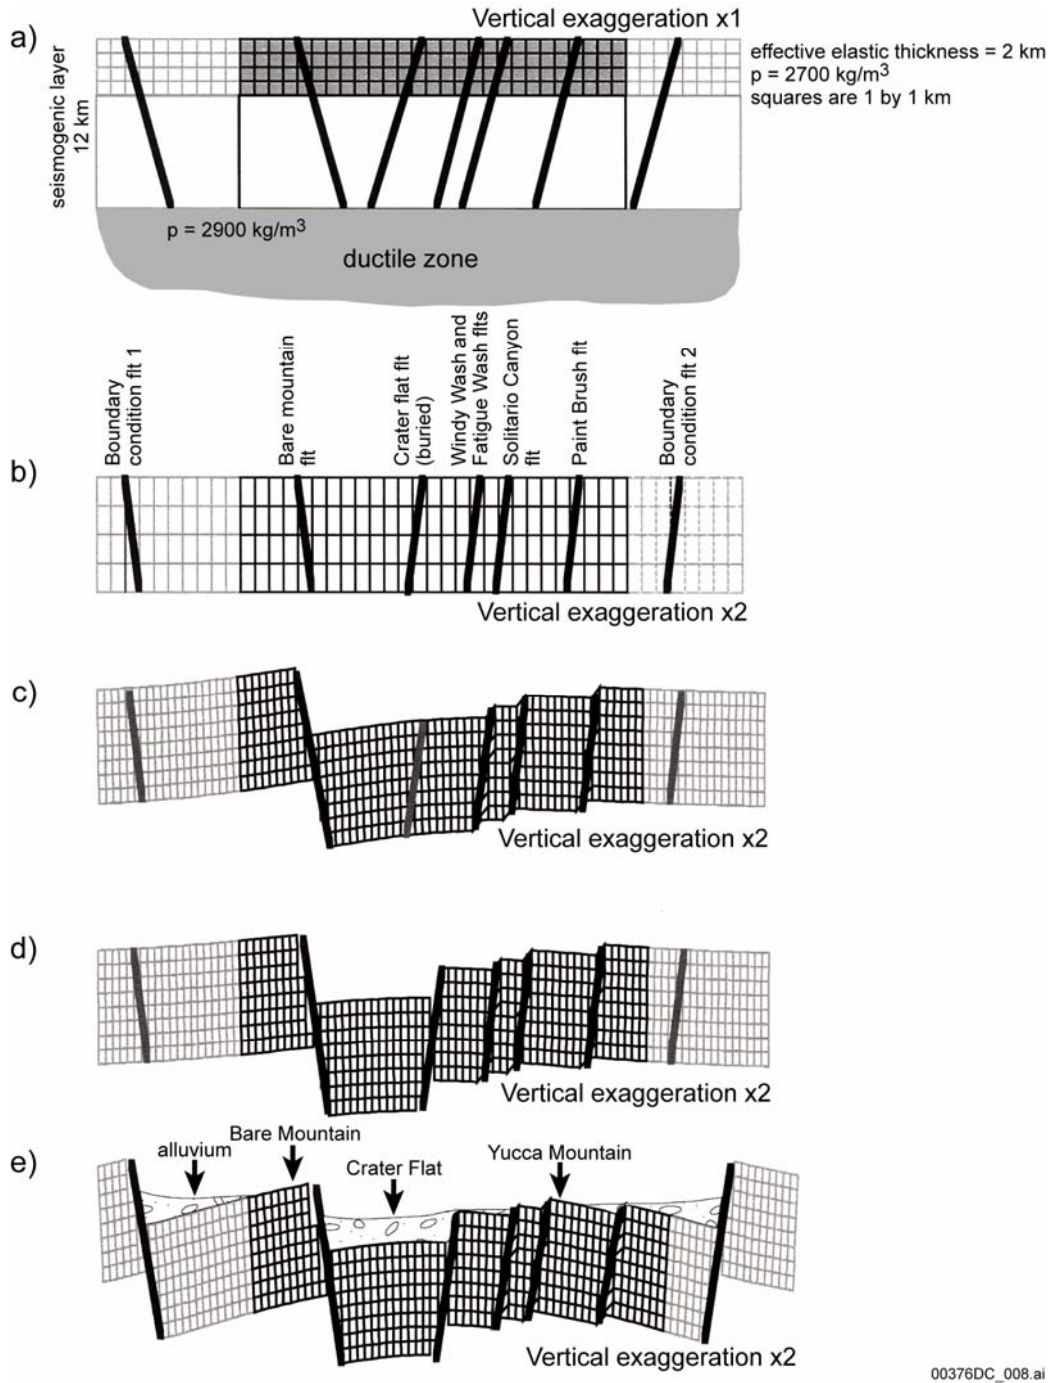 a)
Vertical exaggeration x1
seismogenic layer
12 km
effective elastic thickness = 2 km
p = 2700 kg/m3
squares are 1 by 1 km
p = 2900 kg/m3
ductile zone
b)
Boundary
condition flt 1
Bare mountain
flt
Crater flat flt
(buried)
Windy Wash and
Fatigue Wash flts
Solitario Canyon
flt
Paint Brush flt
Boundary
condition flt 2
Vertical exaggeration x2
c)
Vertical exaggeration x2
d)
Vertical exaggeration x2
e)
alluvium
Bare Mountain
Crater Flat
Yucca Mountain
Vertical exaggeration x2
00376DC_008.ai